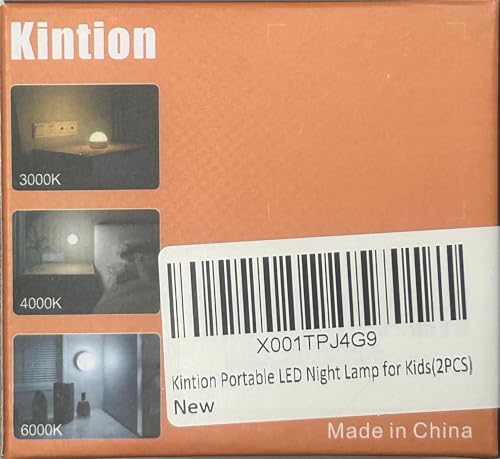 Kintion
3000K
4000K
6000K
X001TPJ4G9
Kintion Portable LED Night Lamp for Kids(2PCS)
New
Made in China